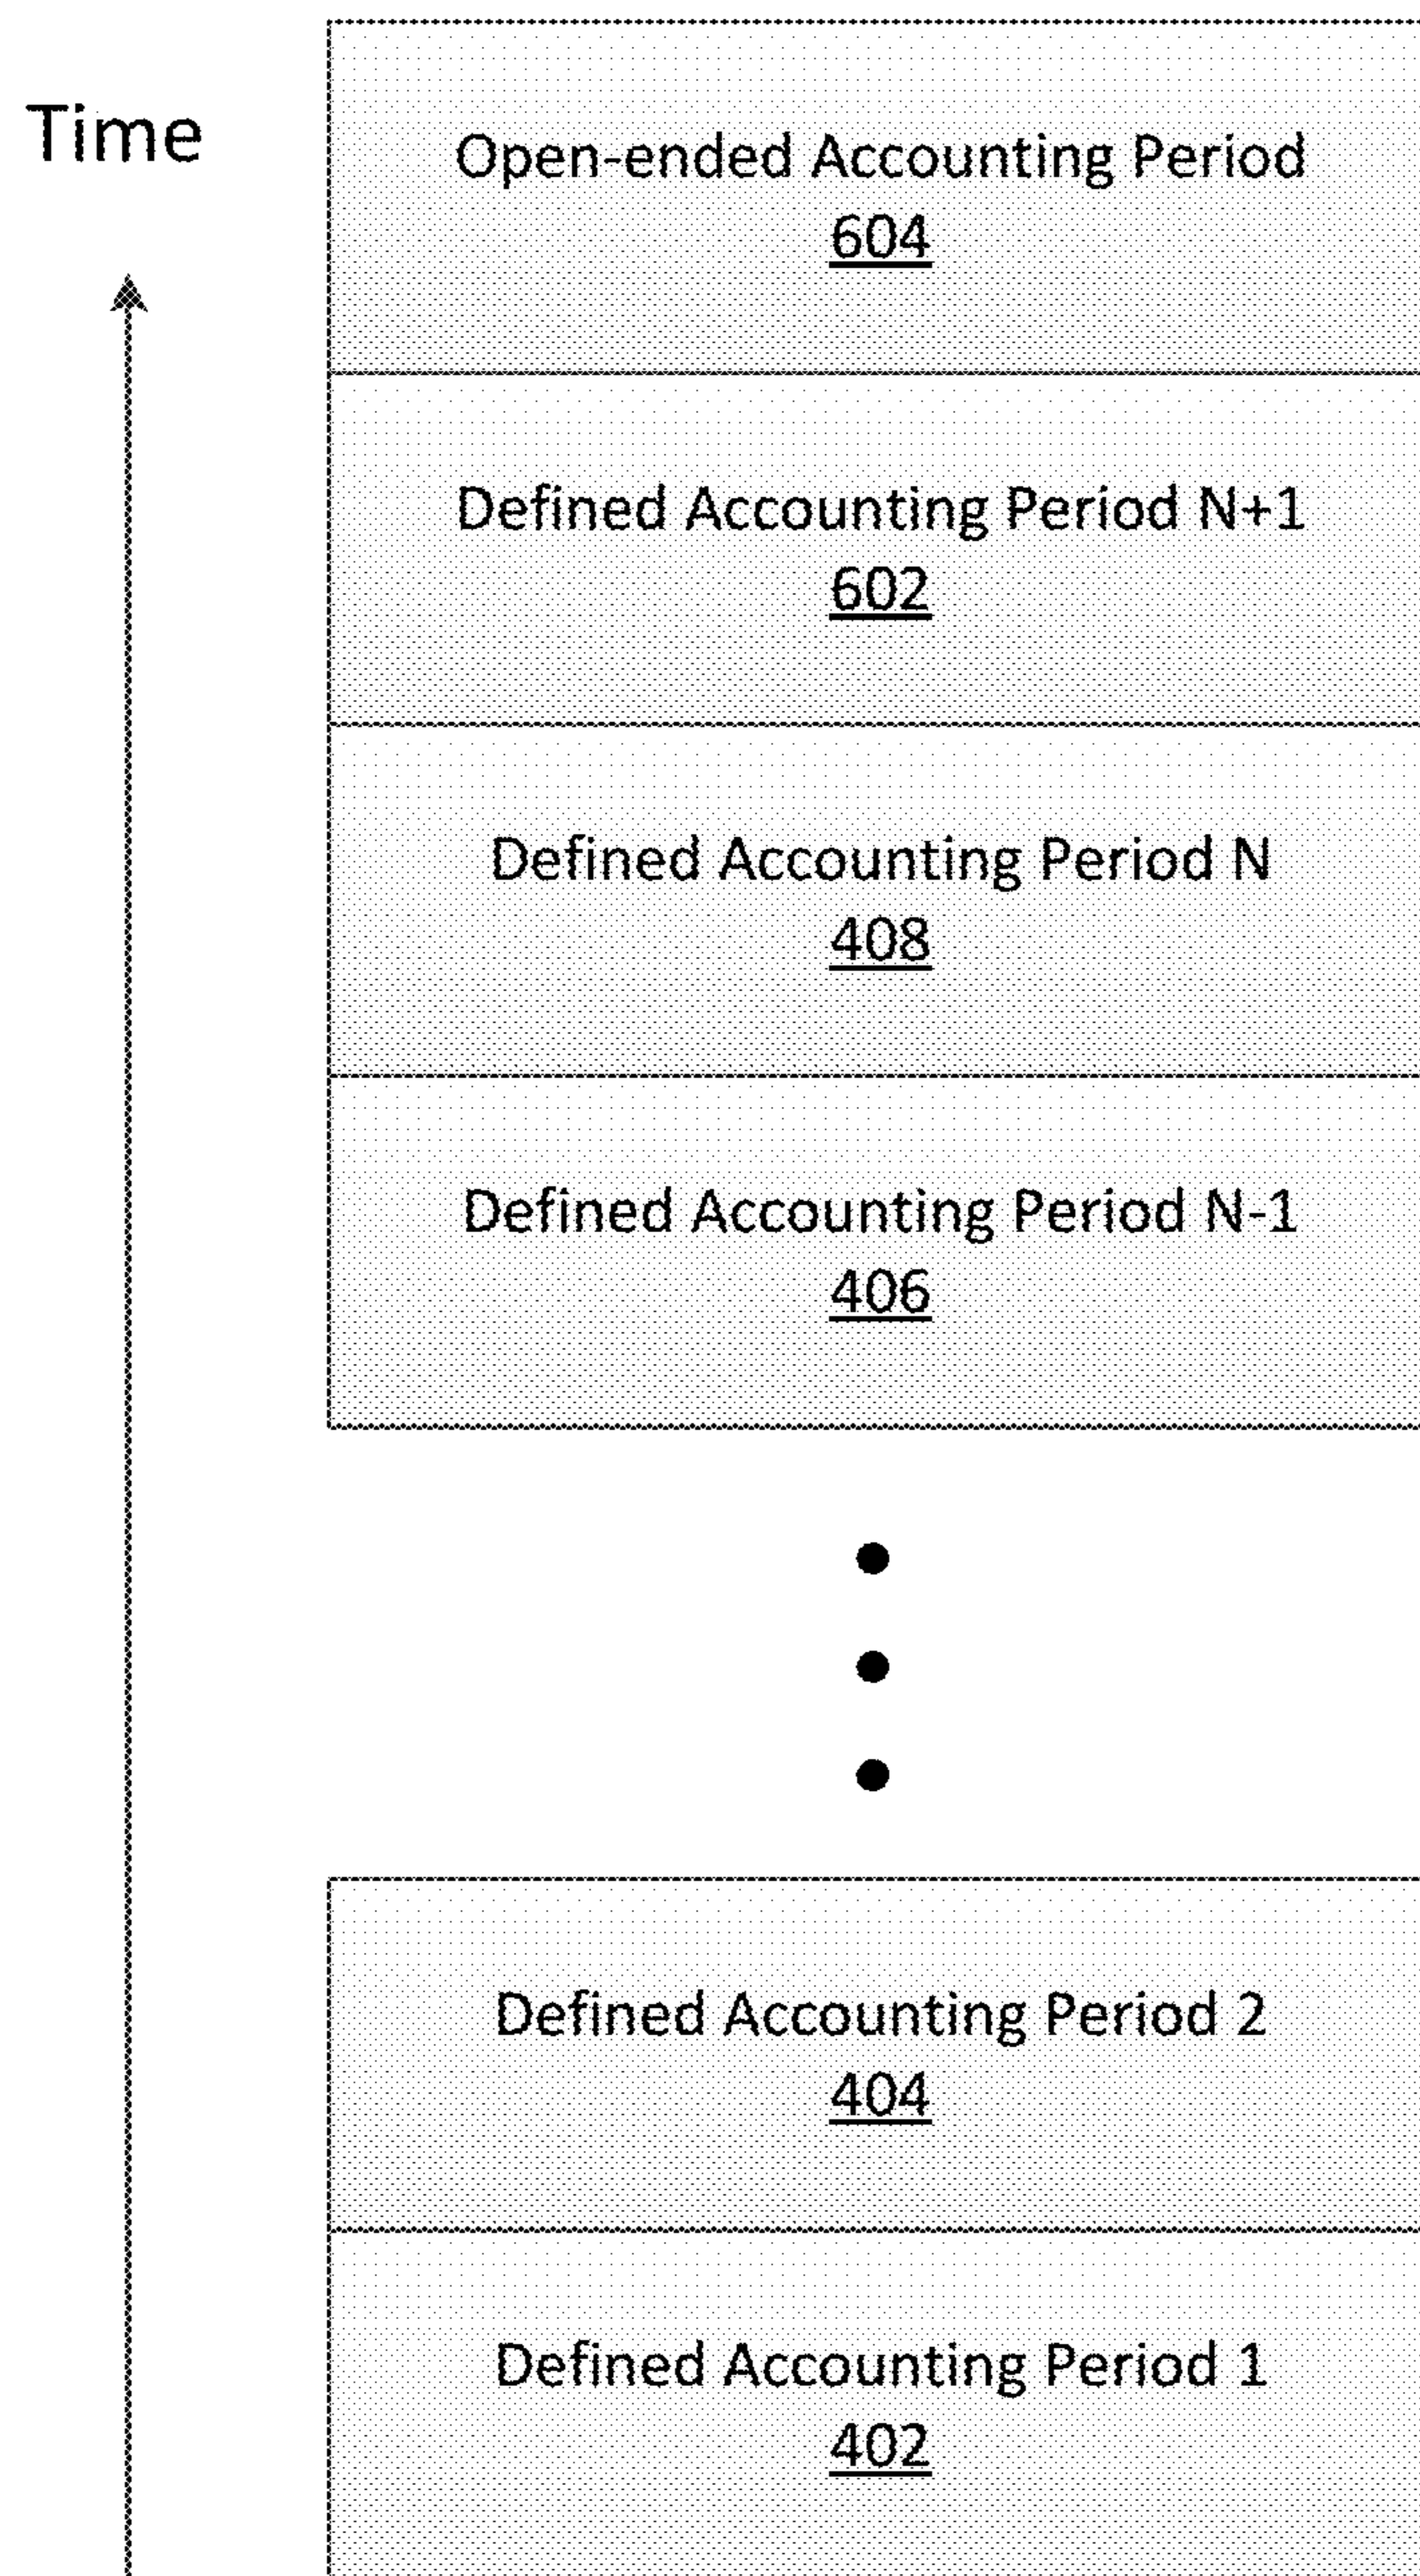 Time
Open-ended Accounting Period
604
Defined Accounting Period N+1
602
Defined Accounting Period N
408
Defined Accounting Period N-1
406
Defined Accounting Period 2
404
Defined Accounting Period 1
402